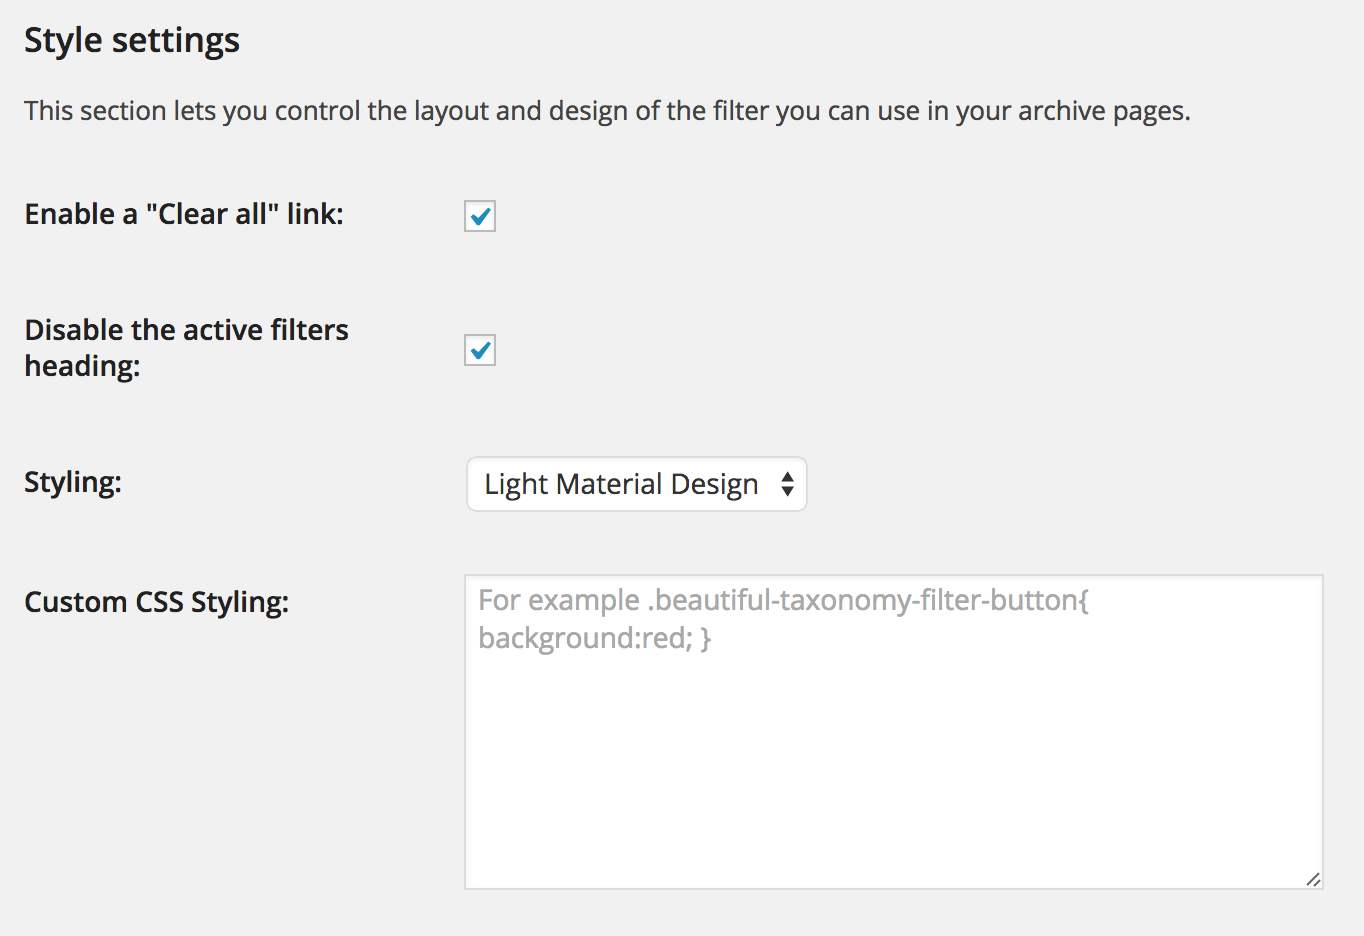 Style settings
This section lets you control the layout and design of the filter you can use in your archive pages.
Enable a "Clear all" link:
Disable the active filters
heading:
Styling:
Light Material Design
Custom CSS Styling:
For example .beautiful-taxonomy-filter-button{
background:red; }